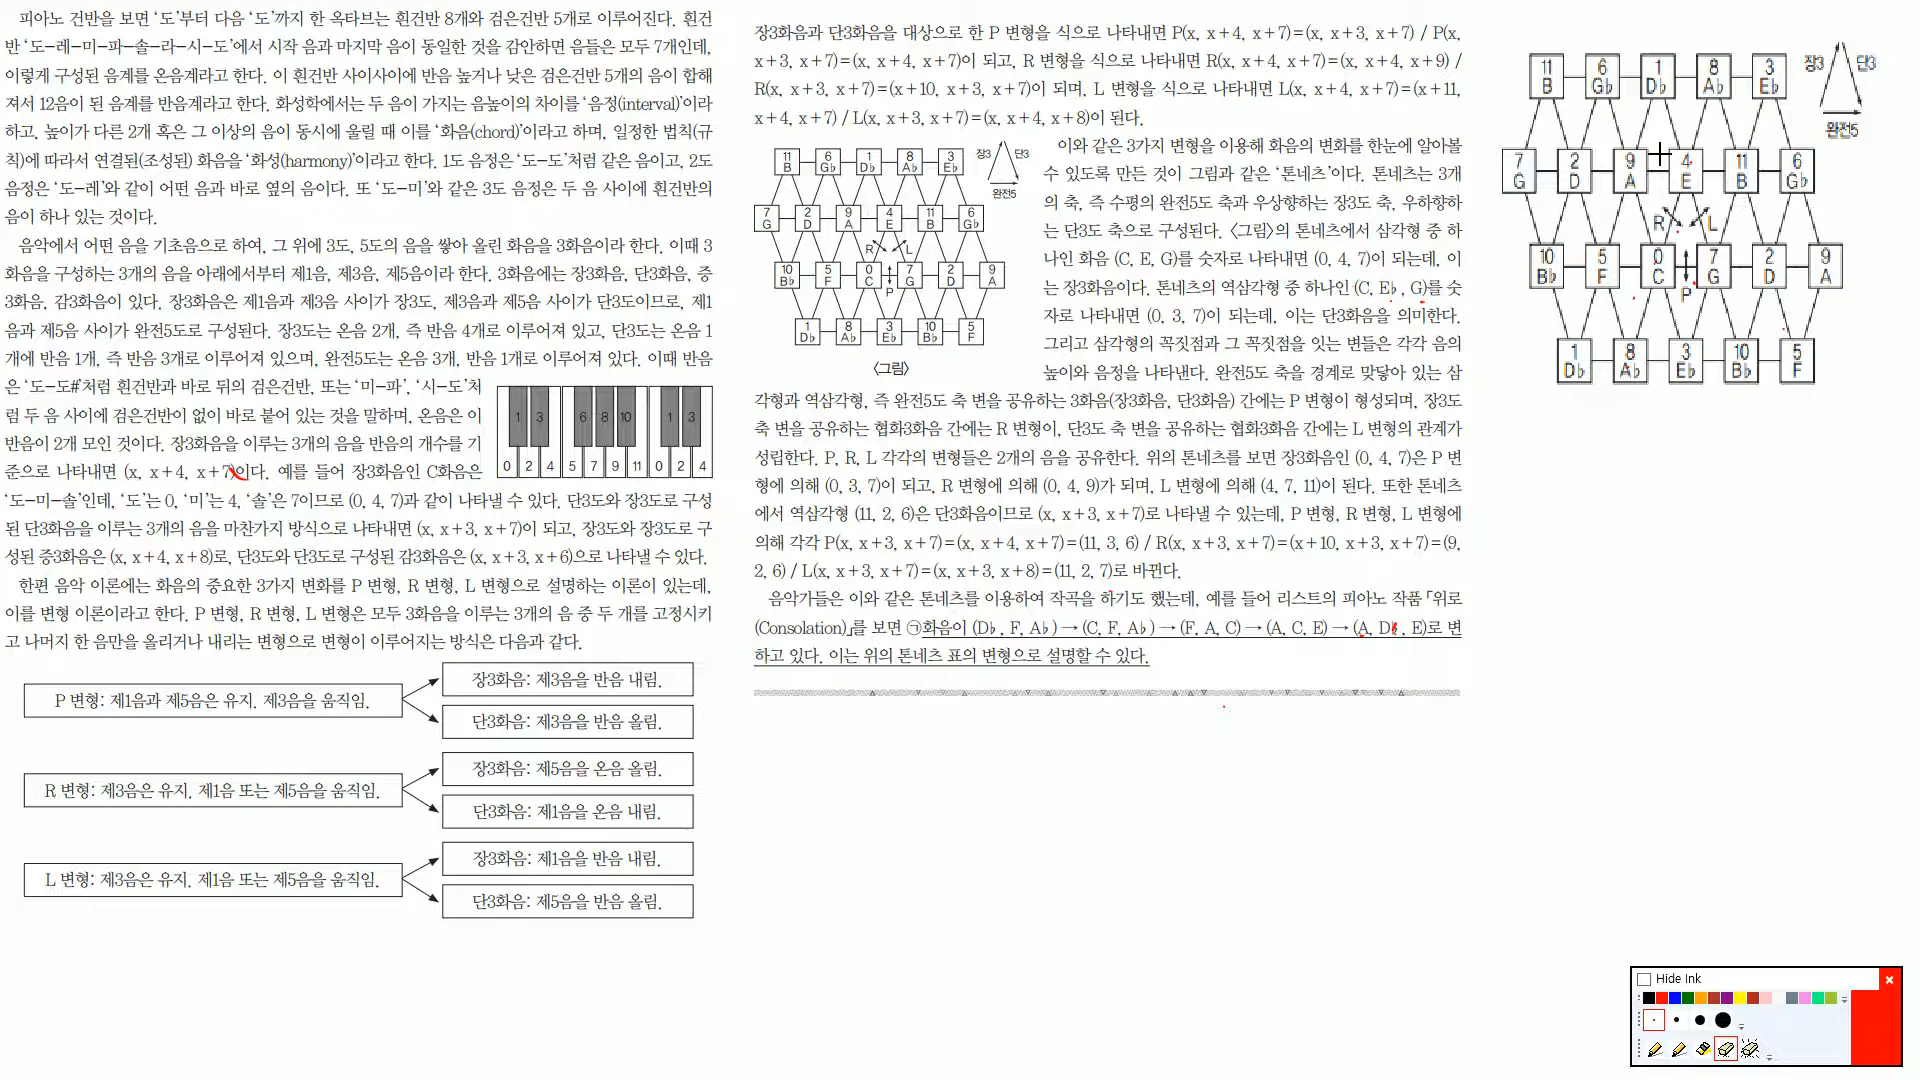 피아노 건반을 보면 ‘도’부터 다음 ‘도’까지 한 옥타브는 흰건반 8개와 검은건반 5개로 이루어진다. 흰건
반 ‘도–레–미–파–솔–라–시–도’에서 시작 음과 마지막 음이 동일한 것을 감안하면 음들은 모두 7개인데,
이렇게 구성된 음계를 온음계라고 한다. 이 흰건반 사이사이에 반음 높거나 낮은 검은건반 5개의 음이 합해
져서 12음이 된 음계를 반음계라고 한다. 화성학에서는 두 음이 가지는 음높이의 차이를 ‘음정(interval)’이라
하고, 높이가 다른 2개 혹은 그 이상의 음이 동시에 울릴 때 이를 ‘화음(chord)’이라고 하며, 일정한 법칙(규
칙)에 따라서 연결된(조성된) 화음을 ‘화성(harmony)’이라고 한다. 1도 음정은 ‘도–도’처럼 같은 음이고, 2도
음정은 ‘도–레’와 같이 어떤 음과 바로 옆의 음이다. 또 ‘도–미’와 같은 3도 음정은 두 음 사이에 흰건반의
음이 하나 있는 것이다.
음악에서 어떤 음을 기초음으로 하여, 그 위에 3도, 5도의 음을 쌓아 올린 화음을 3화음이라 한다. 이때 3
화음을 구성하는 3개의 음을 아래에서부터 제1음, 제3음, 제5음이라 한다. 3화음에는 장3화음, 단3화음, 증
3화음, 감3화음이 있다. 장3화음은 제1음과 제3음 사이가 장3도, 제3음과 제5음 사이가 단3도이므로, 제1
음과 제5음 사이가 완전5도로 구성된다. 장3도는 온음 2개, 즉 반음 4개로 이루어져 있고, 단3도는 온음 1
개에 반음 1개, 즉 반음 3개로 이루어져 있으며, 완전5도는 온음 3개, 반음 1개로 이루어져 있다. 이때 반음
은 ‘도–도#’처럼 흰건반과 바로 뒤의 검은건반, 또는 ‘미–파’, ‘시–도’처
럼 두 음 사이에 검은건반이 없이 바로 붙어 있는 것을 말하며, 온음은 이
반음이 2개 모인 것이다. 장3화음을 이루는 3개의 음을 반음의 개수를 기
준으로 나타내면 (x, x+4, x+7)이다. 예를 들어 장3화음인 C화음은
1 3 6 8 10 1 3
0 2 4 5 7 9 11 0 2 4
‘도–미–솔’인데, ‘도’는 0, ‘미’는 4, ‘솔’은 7이므로 (0, 4, 7)과 같이 나타낼 수 있다. 단3도와 장3도로 구성
된 단3화음을 이루는 3개의 음을 마찬가지 방식으로 나타내면 (x, x+3, x+7)이 되고, 장3도와 장3도로 구
성된 증3화음은 (x, x+4, x+8)로, 단3도와 단3도로 구성된 감3화음은 (x, x+3, x+6)으로 나타낼 수 있다.
한편 음악 이론에는 화음의 중요한 3가지 변화를 P 변형, R 변형, L 변형으로 설명하는 이론이 있는데,
이를 변형 이론이라고 한다. P 변형, R 변형, L 변형은 모두 3화음을 이루는 3개의 음 중 두 개를 고정시키
고 나머지 한 음만을 올리거나 내리는 변형으로 변형이 이루어지는 방식은 다음과 같다.
P 변형: 제1음과 제5음은 유지. 제3음을 움직임.
장3화음: 제3음을 반음 내림.
단3화음: 제3음을 반음 올림.
R 변형: 제3음은 유지. 제1음 또는 제5음을 움직임.
장3화음: 제5음을 온음 올림.
단3화음: 제1음을 온음 내림.
L 변형: 제3음은 유지. 제1음 또는 제5음을 움직임.
장3화음: 제1음을 반음 내림.
단3화음: 제5음을 반음 올림.
장3화음과 단3화음을 대상으로 한 P 변형을 식으로 나타내면 P(x, x+4, x+7)=(x, x+3, x+7) / P(x,
x+3, x+7)=(x, x+4, x+7)이 되고, R 변형을 식으로 나타내면 R(x, x+4, x+7)=(x, x+4, x+9) /
R(x, x+3, x+7)=(x+10, x+3, x+7)이 되며, L 변형을 식으로 나타내면 L(x, x+4, x+7)=(x+11,
x+4, x+7) / L(x, x+3, x+7)=(x, x+4, x+8)이 된다.
11 6 1 8 3
B G♭ D♭ A♭ E♭
장3 단3
완전5
7 2 9 4 11 6
G D A E B G♭
R L
10 5 0 7 2 9
B♭ F C G D A
P
1 8 3 10 5
D♭ A♭ E♭ B♭ F
〈그림〉
이와 같은 3가지 변형을 이용해 화음의 변화를 한눈에 알아볼
수 있도록 만든 것이 그림과 같은 ‘톤네츠’이다. 톤네츠는 3개
의 축, 즉 수평의 완전5도 축과 우상향하는 장3도 축, 우하향하
는 단3도 축으로 구성된다. 〈그림〉의 톤네츠에서 삼각형 중 하
나인 화음 (C, E, G)를 숫자로 나타내면 (0, 4, 7)이 되는데, 이
는 장3화음이다. 톤네츠의 역삼각형 중 하나인 (C, E♭, G)를 숫
자로 나타내면 (0, 3, 7)이 되는데, 이는 단3화음을 의미한다.
그리고 삼각형의 꼭짓점과 그 꼭짓점을 잇는 변들은 각각 음의
높이와 음정을 나타낸다. 완전5도 축을 경계로 맞닿아 있는 삼
각형과 역삼각형, 즉 완전5도 축 변을 공유하는 3화음(장3화음, 단3화음) 간에는 P 변형이 형성되며, 장3도
축 변을 공유하는 협화3화음 간에는 R 변형이, 단3도 축 변을 공유하는 협화3화음 간에는 L 변형의 관계가
성립한다. P, R, L 각각의 변형들은 2개의 음을 공유한다. 위의 톤네츠를 보면 장3화음인 (0, 4, 7)은 P 변
형에 의해 (0, 3, 7)이 되고, R 변형에 의해 (0, 4, 9)가 되며, L 변형에 의해 (4, 7, 11)이 된다. 또한 톤네츠
에서 역삼각형 (11, 2, 6)은 단3화음이므로 (x, x+3, x+7)로 나타낼 수 있는데, P 변형, R 변형, L 변형에
의해 각각 P(x, x+3, x+7)=(x, x+4, x+7)=(11, 3, 6) / R(x, x+3, x+7)=(x+10, x+3, x+7)=(9,
2, 6) / L(x, x+3, x+7)=(x, x+3, x+8)=(11, 2, 7)로 바뀐다.
음악가들은 이와 같은 톤네츠를 이용하여 작곡을 하기도 했는데, 예를 들어 리스트의 피아노 작품 「위로
(Consolation)」를 보면 ㉠화음이 (D♭, F, A♭)→(C, F, A♭)→(F, A, C)→(A, C, E)→(A, D♭, E)로 변
하고 있다. 이는 위의 톤네츠 표의 변형으로 설명할 수 있다.
11 6 1 8 3
B G♭ D♭ A♭ E♭
장3 단3
완전5
7 2 9 4 11 6
G D A E B G♭
R L
10 5 0 7 2 9
B♭ F C G D A
P
1 8 3 10 5
D♭ A♭ E♭ B♭ F
Hide Ink